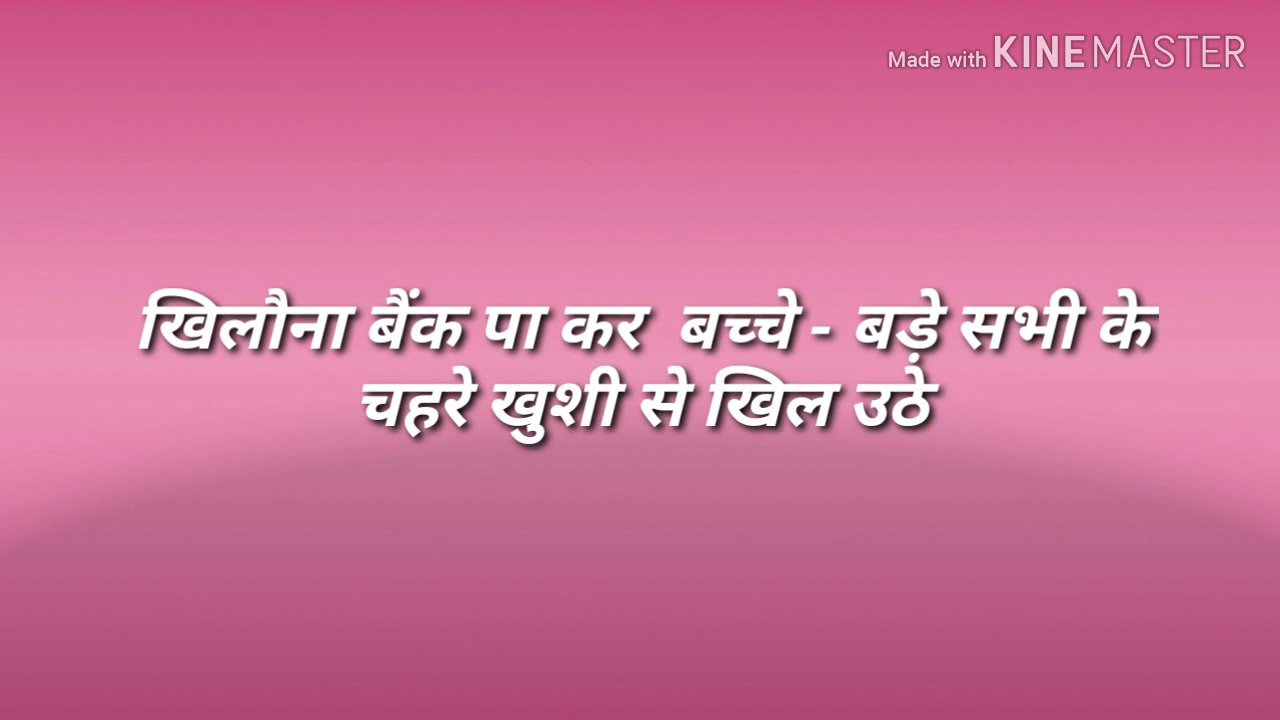 Made with KINEMASTER
खिलौना बैंक पा कर बच्चे - बड़े सभी के
चहरे खुशी से खिल उठे